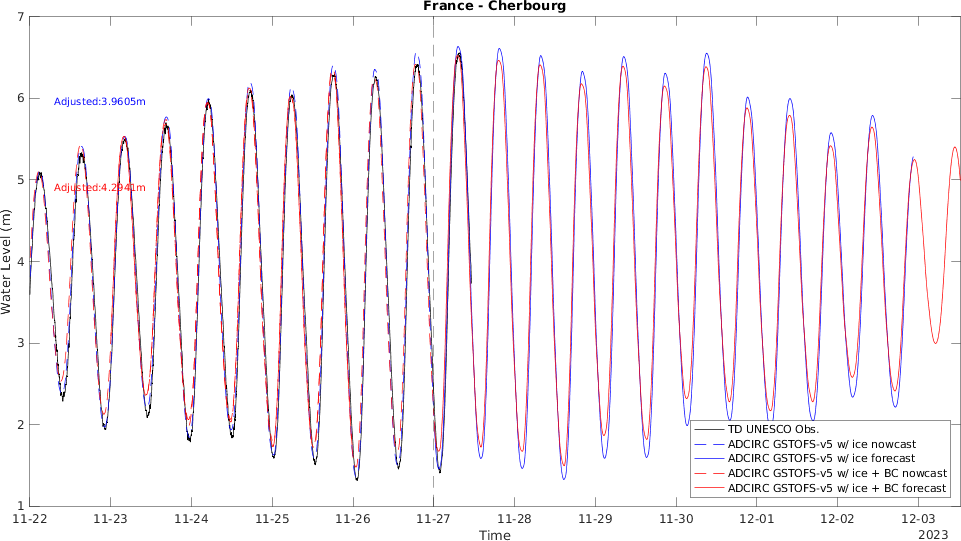 France - Cherbourg
7
6
5
4
3
2
1
Water Level (m)
Adjusted:3.9605m
Adjusted:4.2941m
TD UNESCO Obs.
ADCIRC GSTOFS-v5 w/ ice nowcast
ADCIRC GSTOFS-v5 w/ ice forecast
ADCIRC GSTOFS-v5 w/ ice + BC nowcast
ADCIRC GSTOFS-v5 w/ ice + BC forecast
11-22 11-23 11-24 11-25 11-26 11-27 11-28 11-29 11-30 12-01 12-02 12-03
Time
2023